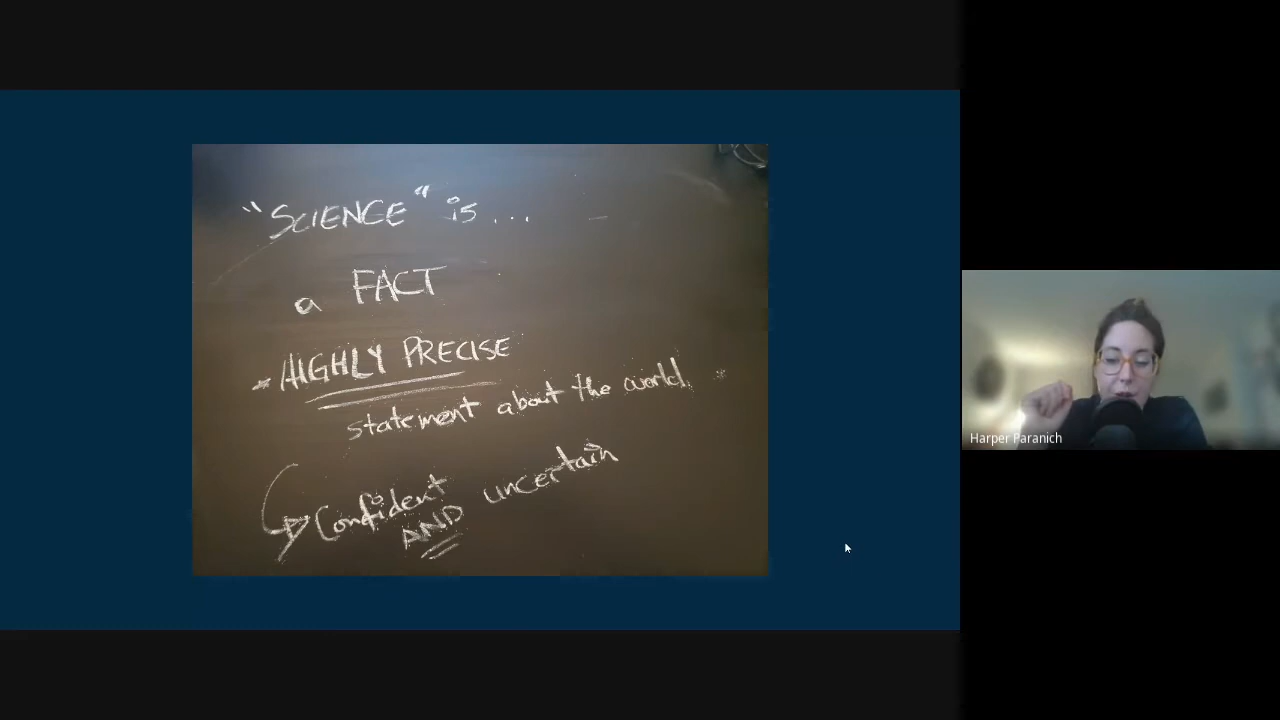 "SCIENCE" is...
a FACT
* HIGHLY PRECISE
statement about the world *
Confident
AND uncertain
Harper Paranich